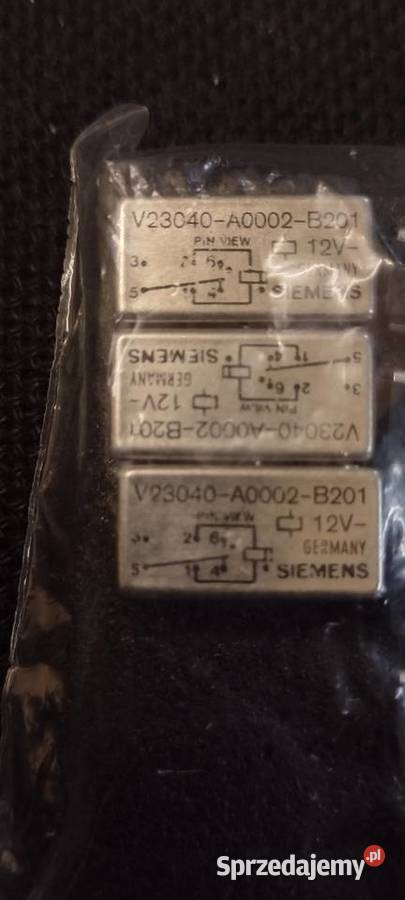 V23040-A0002-B201
PIN VIEW
12V-
3 2 6
GERMANY
5 1 4
SIEMENS
V23040-A0002-B201
PIN VIEW
12V-
3 2 6
GERMANY
5 1 4
SIEMENS
V23040-A0002-B201
PIN VIEW
12V-
3 2 6
GERMANY
5 1 4
SIEMENS
Sprzedajemy.pl